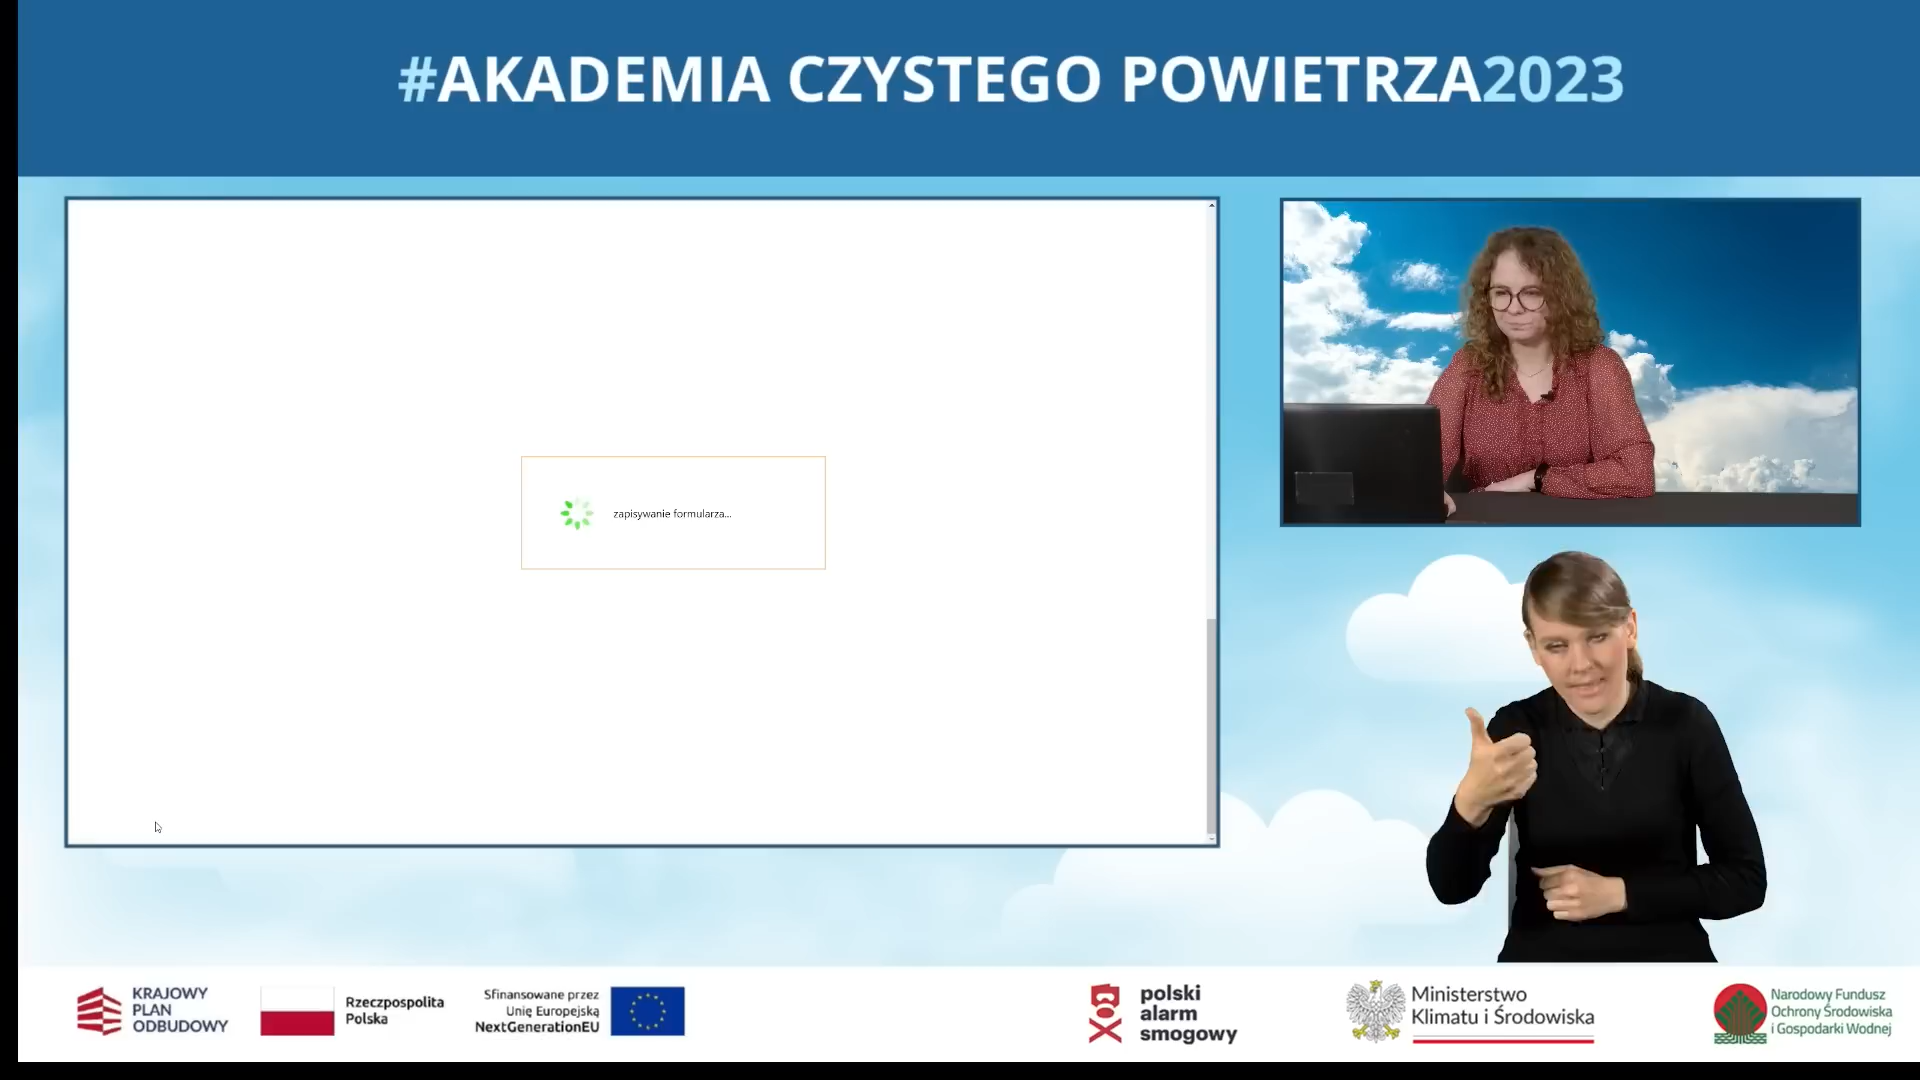 #AKADEMIA CZYSTEGO POWIETRZA2023
zapisywanie formularza...
KRAJOWY
PLAN
ODBUDOWY
Rzeczpospolita
Polska
Sfinansowane przez
Unię Europejską
NextGenerationEU
polski
alarm
smogowy
Ministerstwo
Klimatu i Środowiska
Narodowy Fundusz
Ochrony Środowiska
i Gospodarki Wodnej